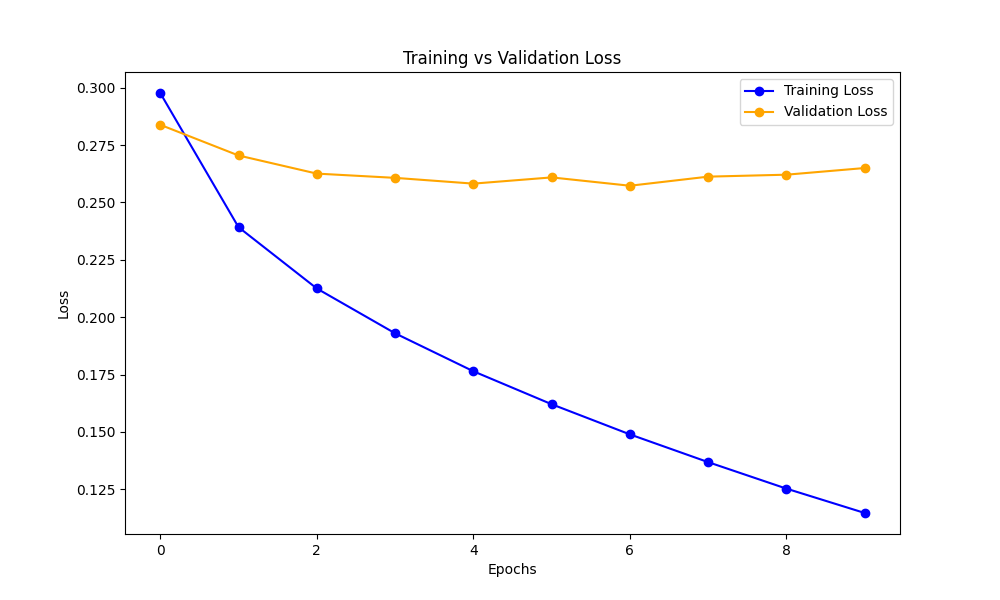 Training vs Validation Loss
Training Loss
Validation Loss
0.300
0.275
0.250
0.225
0.200
0.175
0.150
0.125
Loss
0 2 4 6 8
Epochs